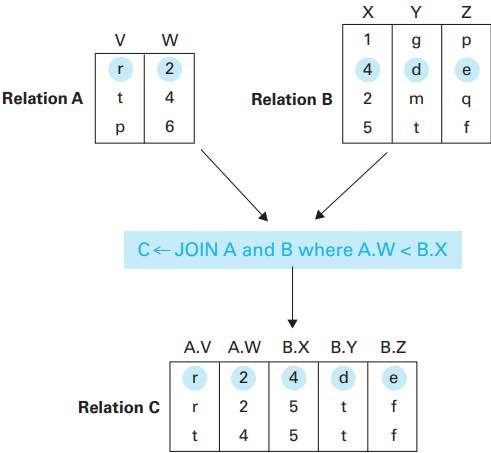 X Y Z
V W
1 g p
r 2
4 d e
Relation A t 4
Relation B 2 m q
p 6
5 t f
C ← JOIN A and B where A.W < B.X
A.V A.W B.X B.Y B.Z
r 2 4 d e
Relation C r 2 5 t f
t 4 5 t f